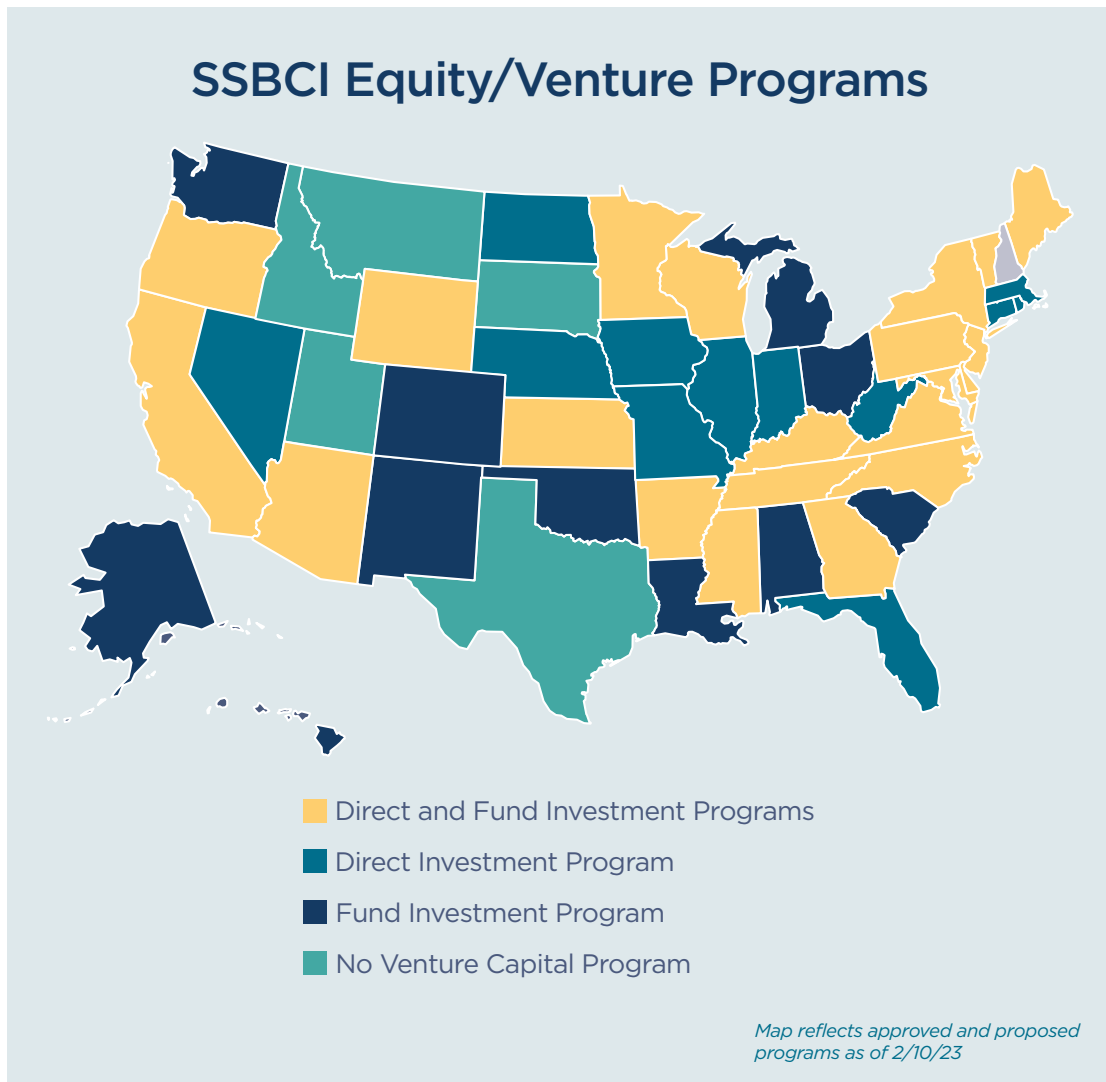 SSBCI Equity/Venture Programs
Direct and Fund Investment Programs
Direct Investment Program
Fund Investment Program
No Venture Capital Program
Map reflects approved and proposed
programs as of 2/10/23